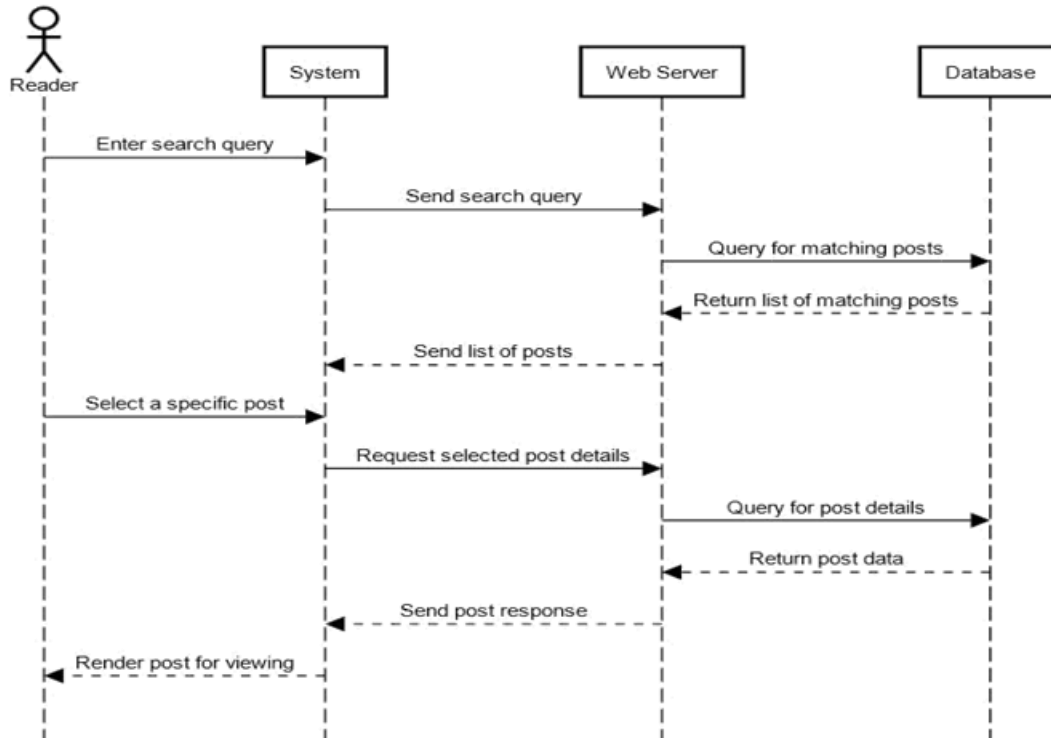 Reader
System
Web Server
Database
Enter search query
Send search query
Query for matching posts
Return list of matching posts
Send list of posts
Select a specific post
Request selected post details
Query for post details
Return post data
Send post response
Render post for viewing